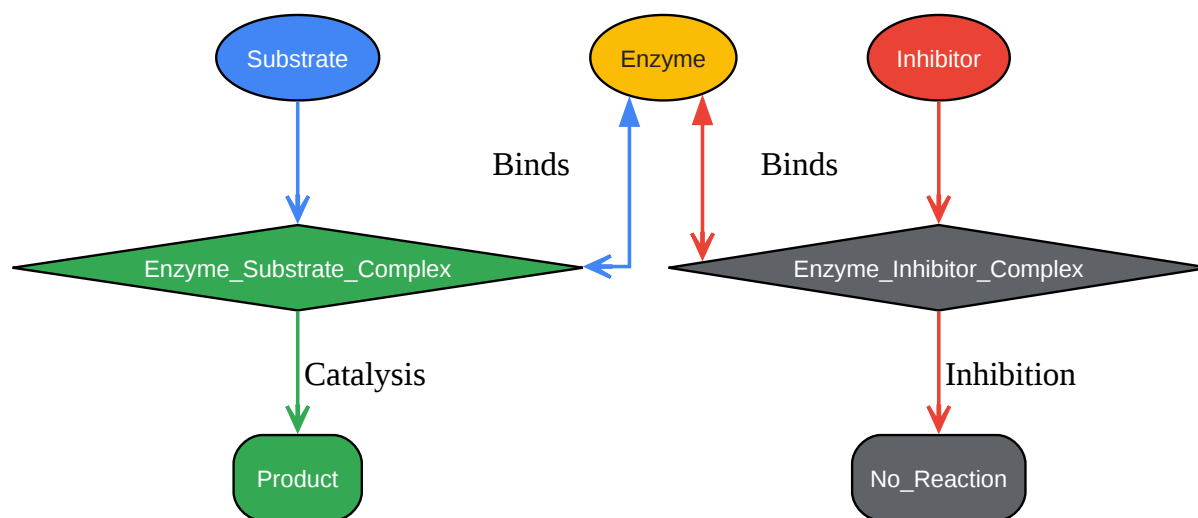 Substrate
Enzyme
Inhibitor
Binds
Binds
Enzyme_Substrate_Complex
Enzyme_Inhibitor_Complex
Catalysis
Inhibition
Product
No_Reaction